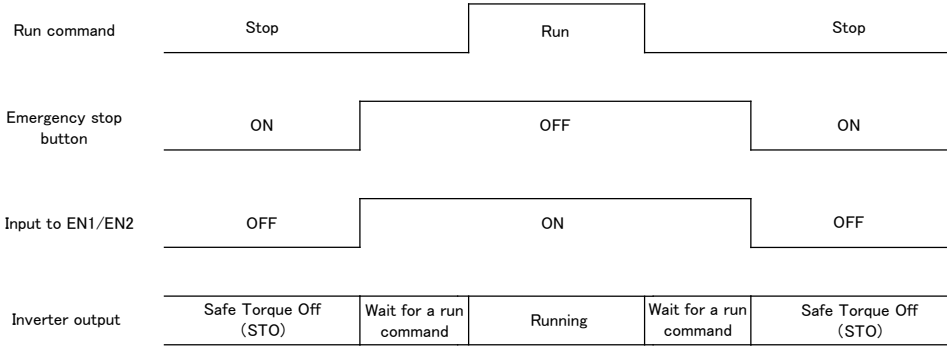 Run command
Stop
Run
Stop
Emergency stop
button
ON
OFF
ON
Input to EN1/EN2
OFF
ON
OFF
Inverter output
Safe Torque Off
(STO)
Wait for a run
command
Running
Wait for a run
command
Safe Torque Off
(STO)